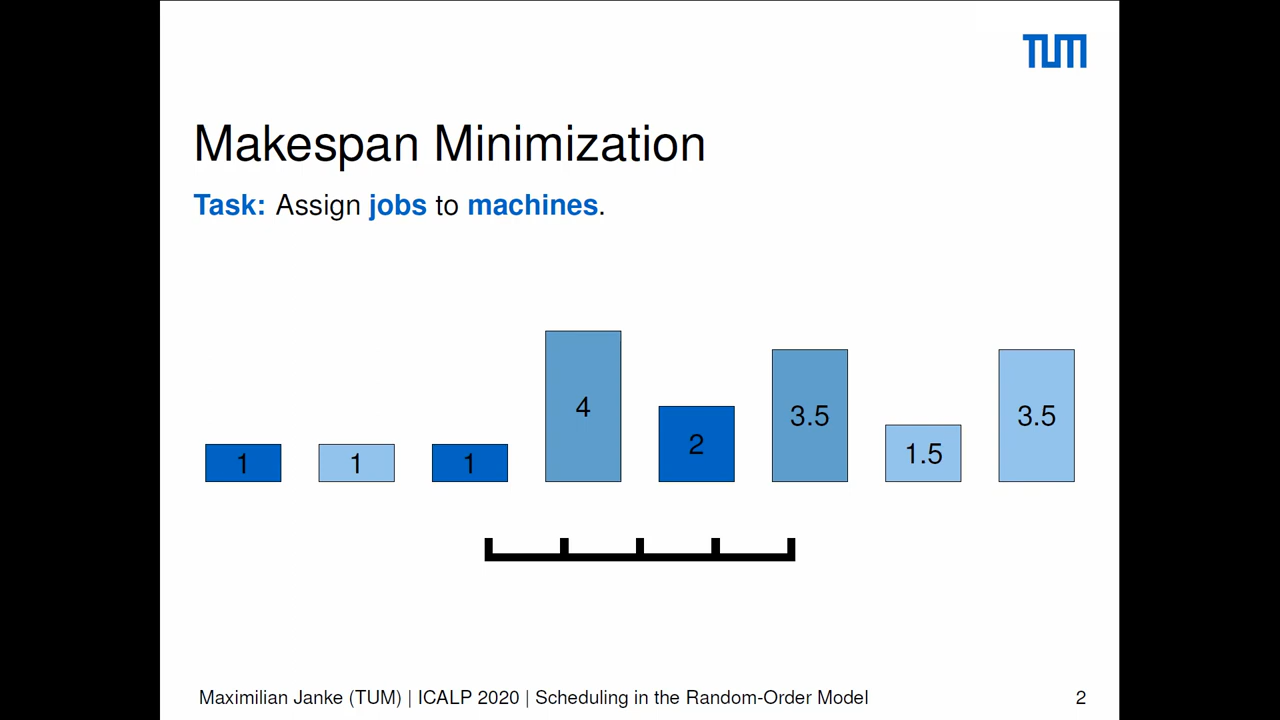 TUM
Makespan Minimization
Task: Assign jobs to machines.
1 1 1 4 2 3.5 1.5 3.5
Maximilian Janke (TUM) | ICALP 2020 | Scheduling in the Random-Order Model 2